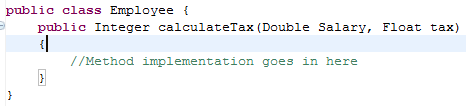 public class Employee {
public Integer calculateTax(Double Salary, Float tax)
{
//Method implementation goes in here
}
}